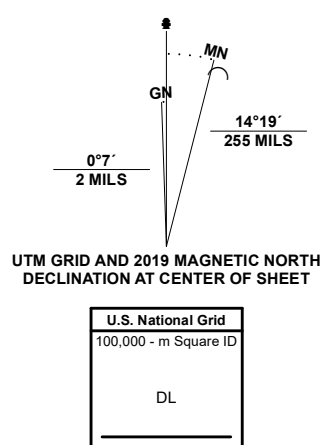 MN
GN
14°19´
255 MILS
0°7´
2 MILS
UTM GRID AND 2019 MAGNETIC NORTH
DECLINATION AT CENTER OF SHEET
U.S. National Grid
100,000 - m Square ID
DL